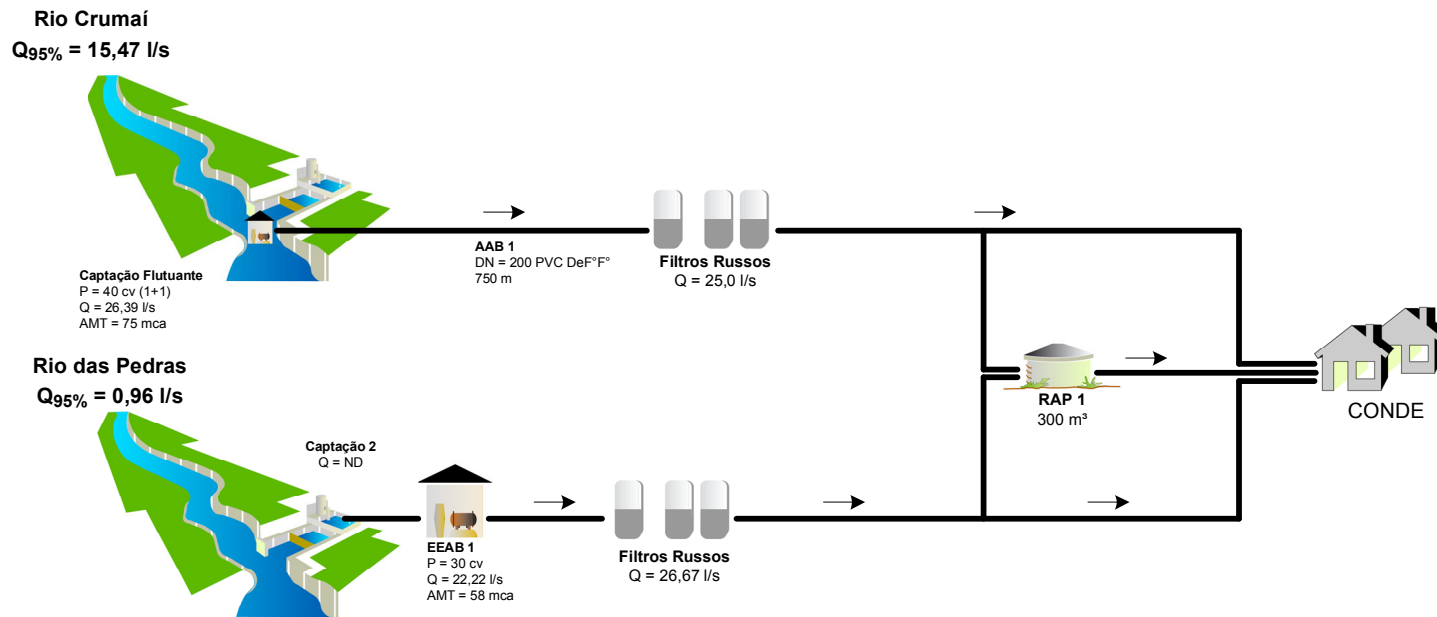 Rio Crumaí
Q95% = 15,47 l/s
Captação Flutuante
P = 40 cv (1+1)
Q = 26,39 l/s
AMT = 75 mca
AAB 1
DN = 200 PVC DeF°F°
750 m
Filtros Russos
Q = 25,0 l/s
RAP 1
300 m³
CONDE
Rio das Pedras
Q95% = 0,96 l/s
Captação 2
Q = ND
EEAB 1
P = 30 cv
Q = 22,22 l/s
AMT = 58 mca
Filtros Russos
Q = 26,67 l/s